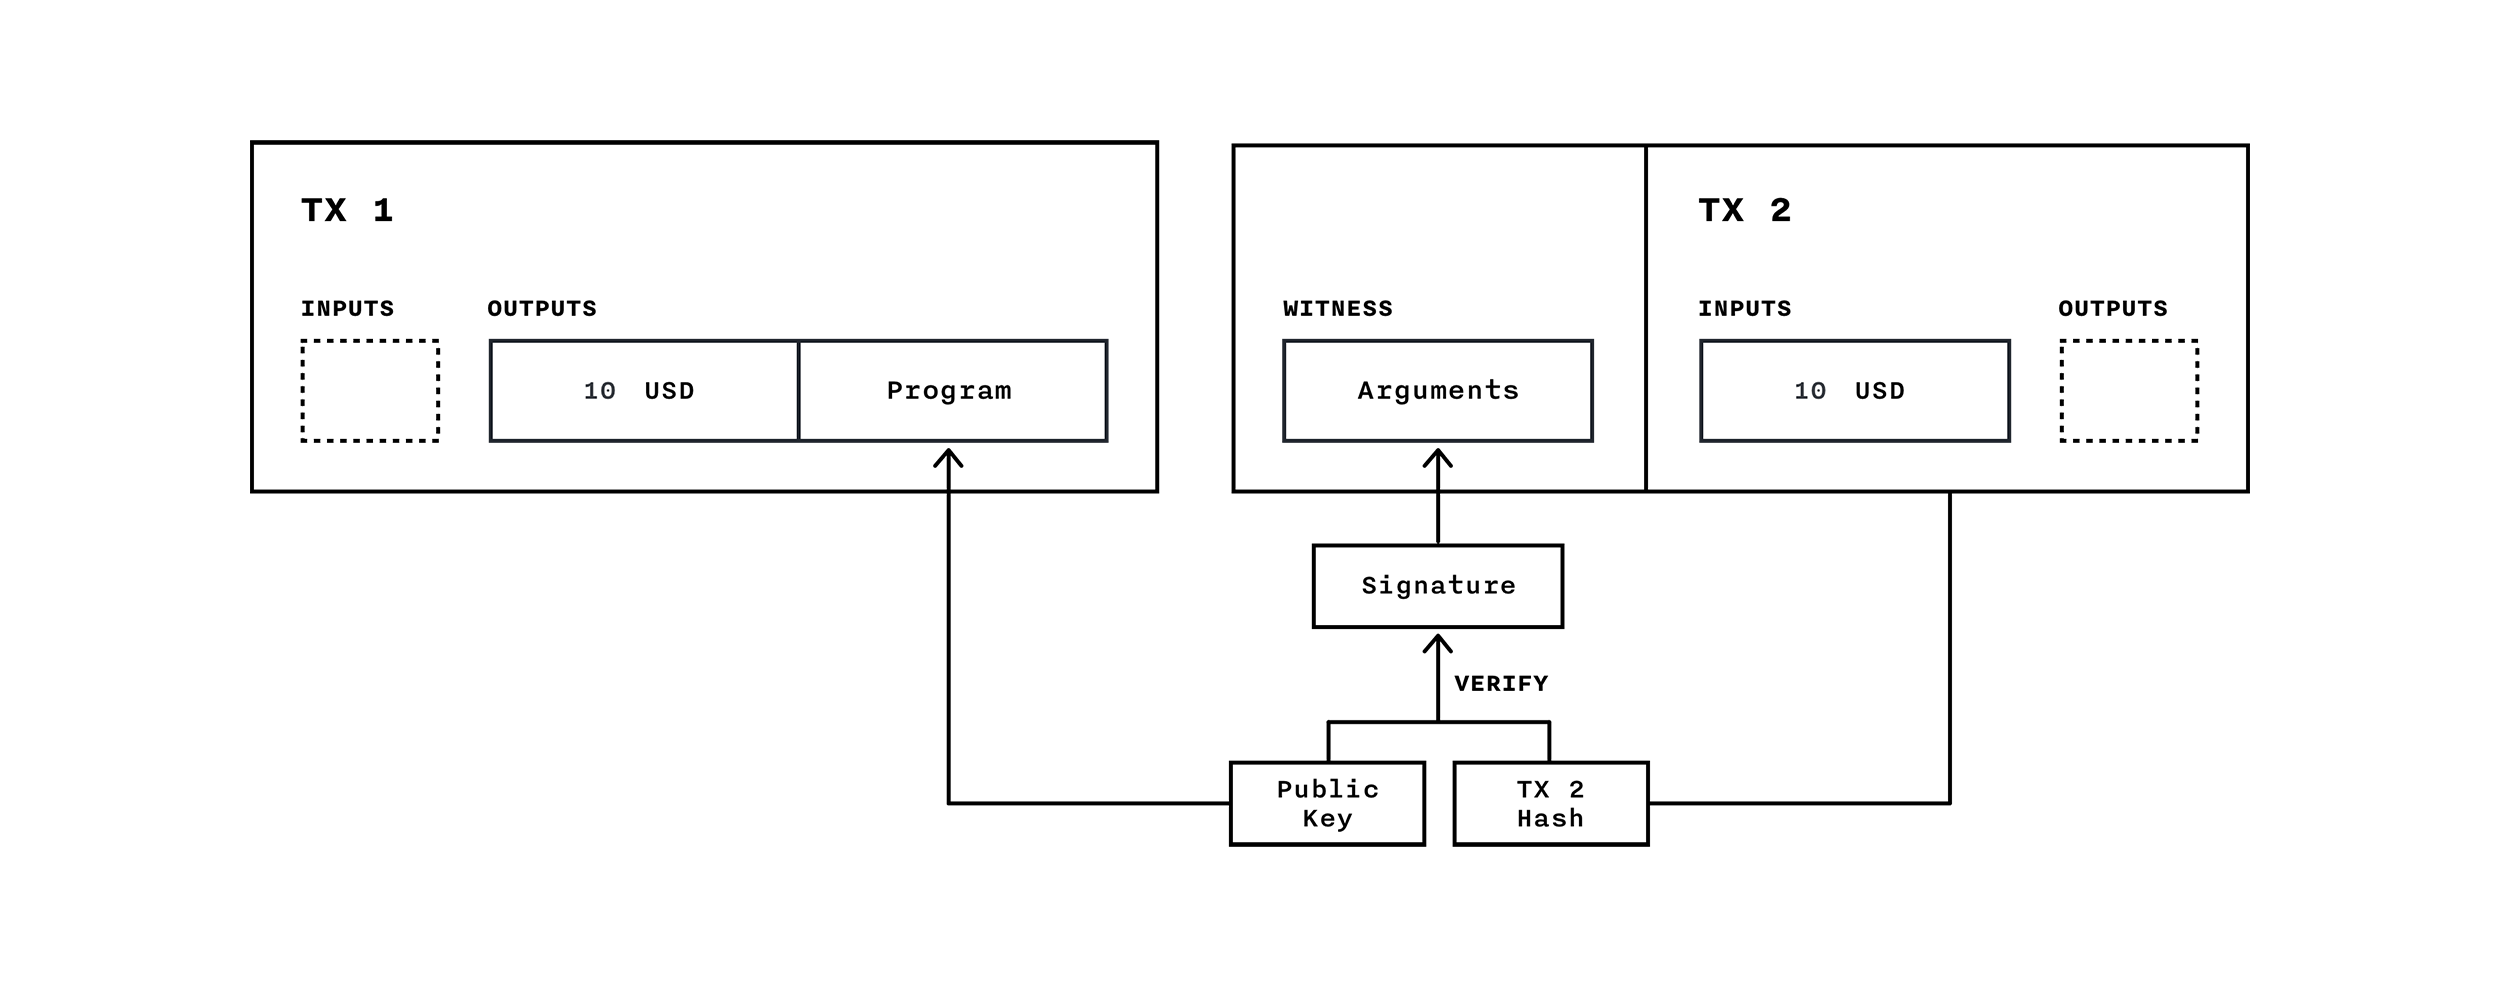 TX 1
INPUTS
OUTPUTS
10 USD
Program
WITNESS
Arguments
TX 2
INPUTS
OUTPUTS
10 USD
Signature
VERIFY
Public
Key
TX 2
Hash